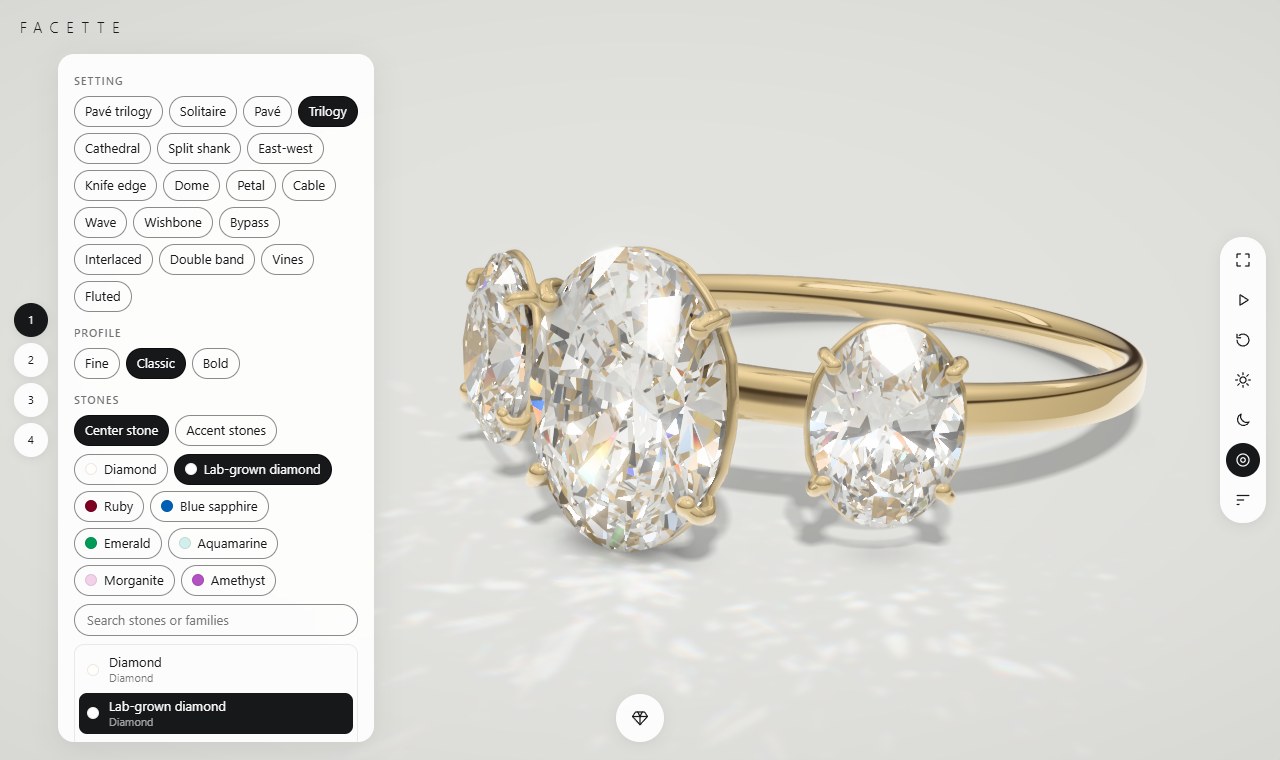 FACETTE
SETTING
Pavé trilogy Solitaire Pavé Trilogy
Cathedral Split shank East-west
Knife edge Dome Petal Cable
Wave Wishbone Bypass
Interlaced Double band Vines
Fluted
PROFILE
Fine Classic Bold
STONES
Center stone Accent stones
Diamond Lab-grown diamond
Ruby Blue sapphire
Emerald Aquamarine
Morganite Amethyst
Search stones or families
Diamond
Diamond
Lab-grown diamond
Diamond
1
2
3
4